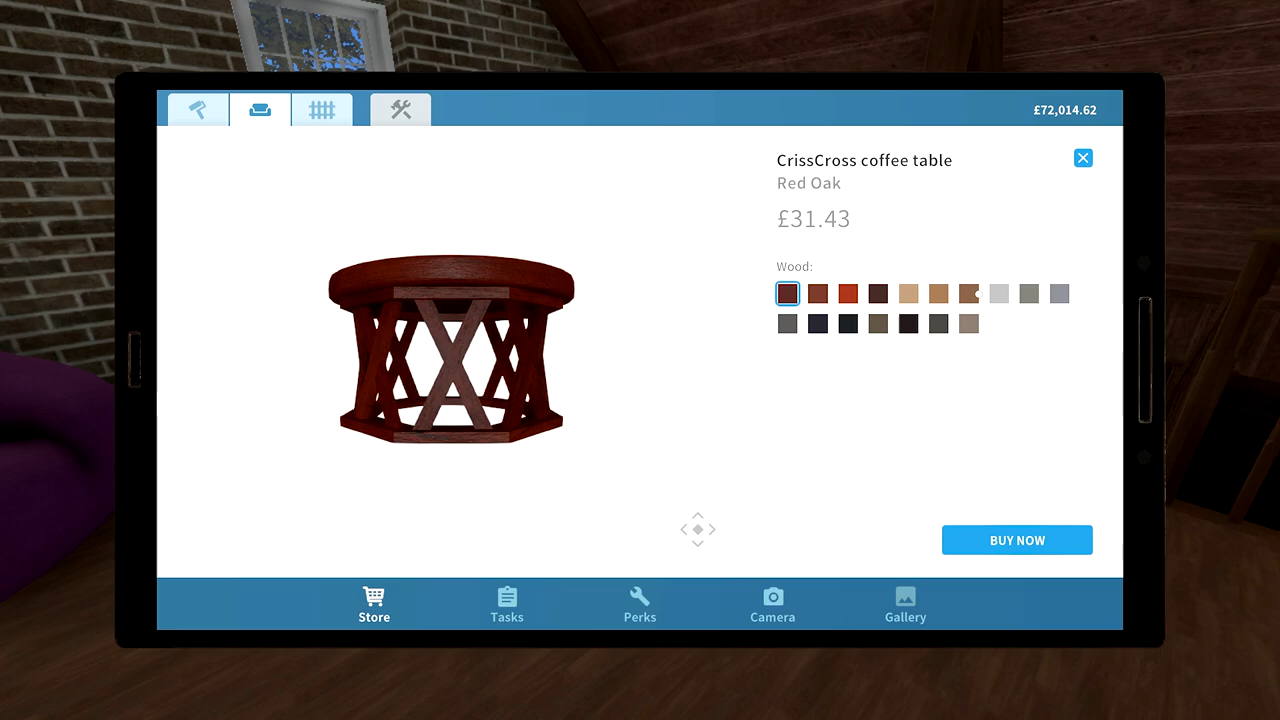 £72,014.62
CrissCross coffee table
Red Oak
£31.43
Wood:
BUY NOW
Store
Tasks
Perks
Camera
Gallery